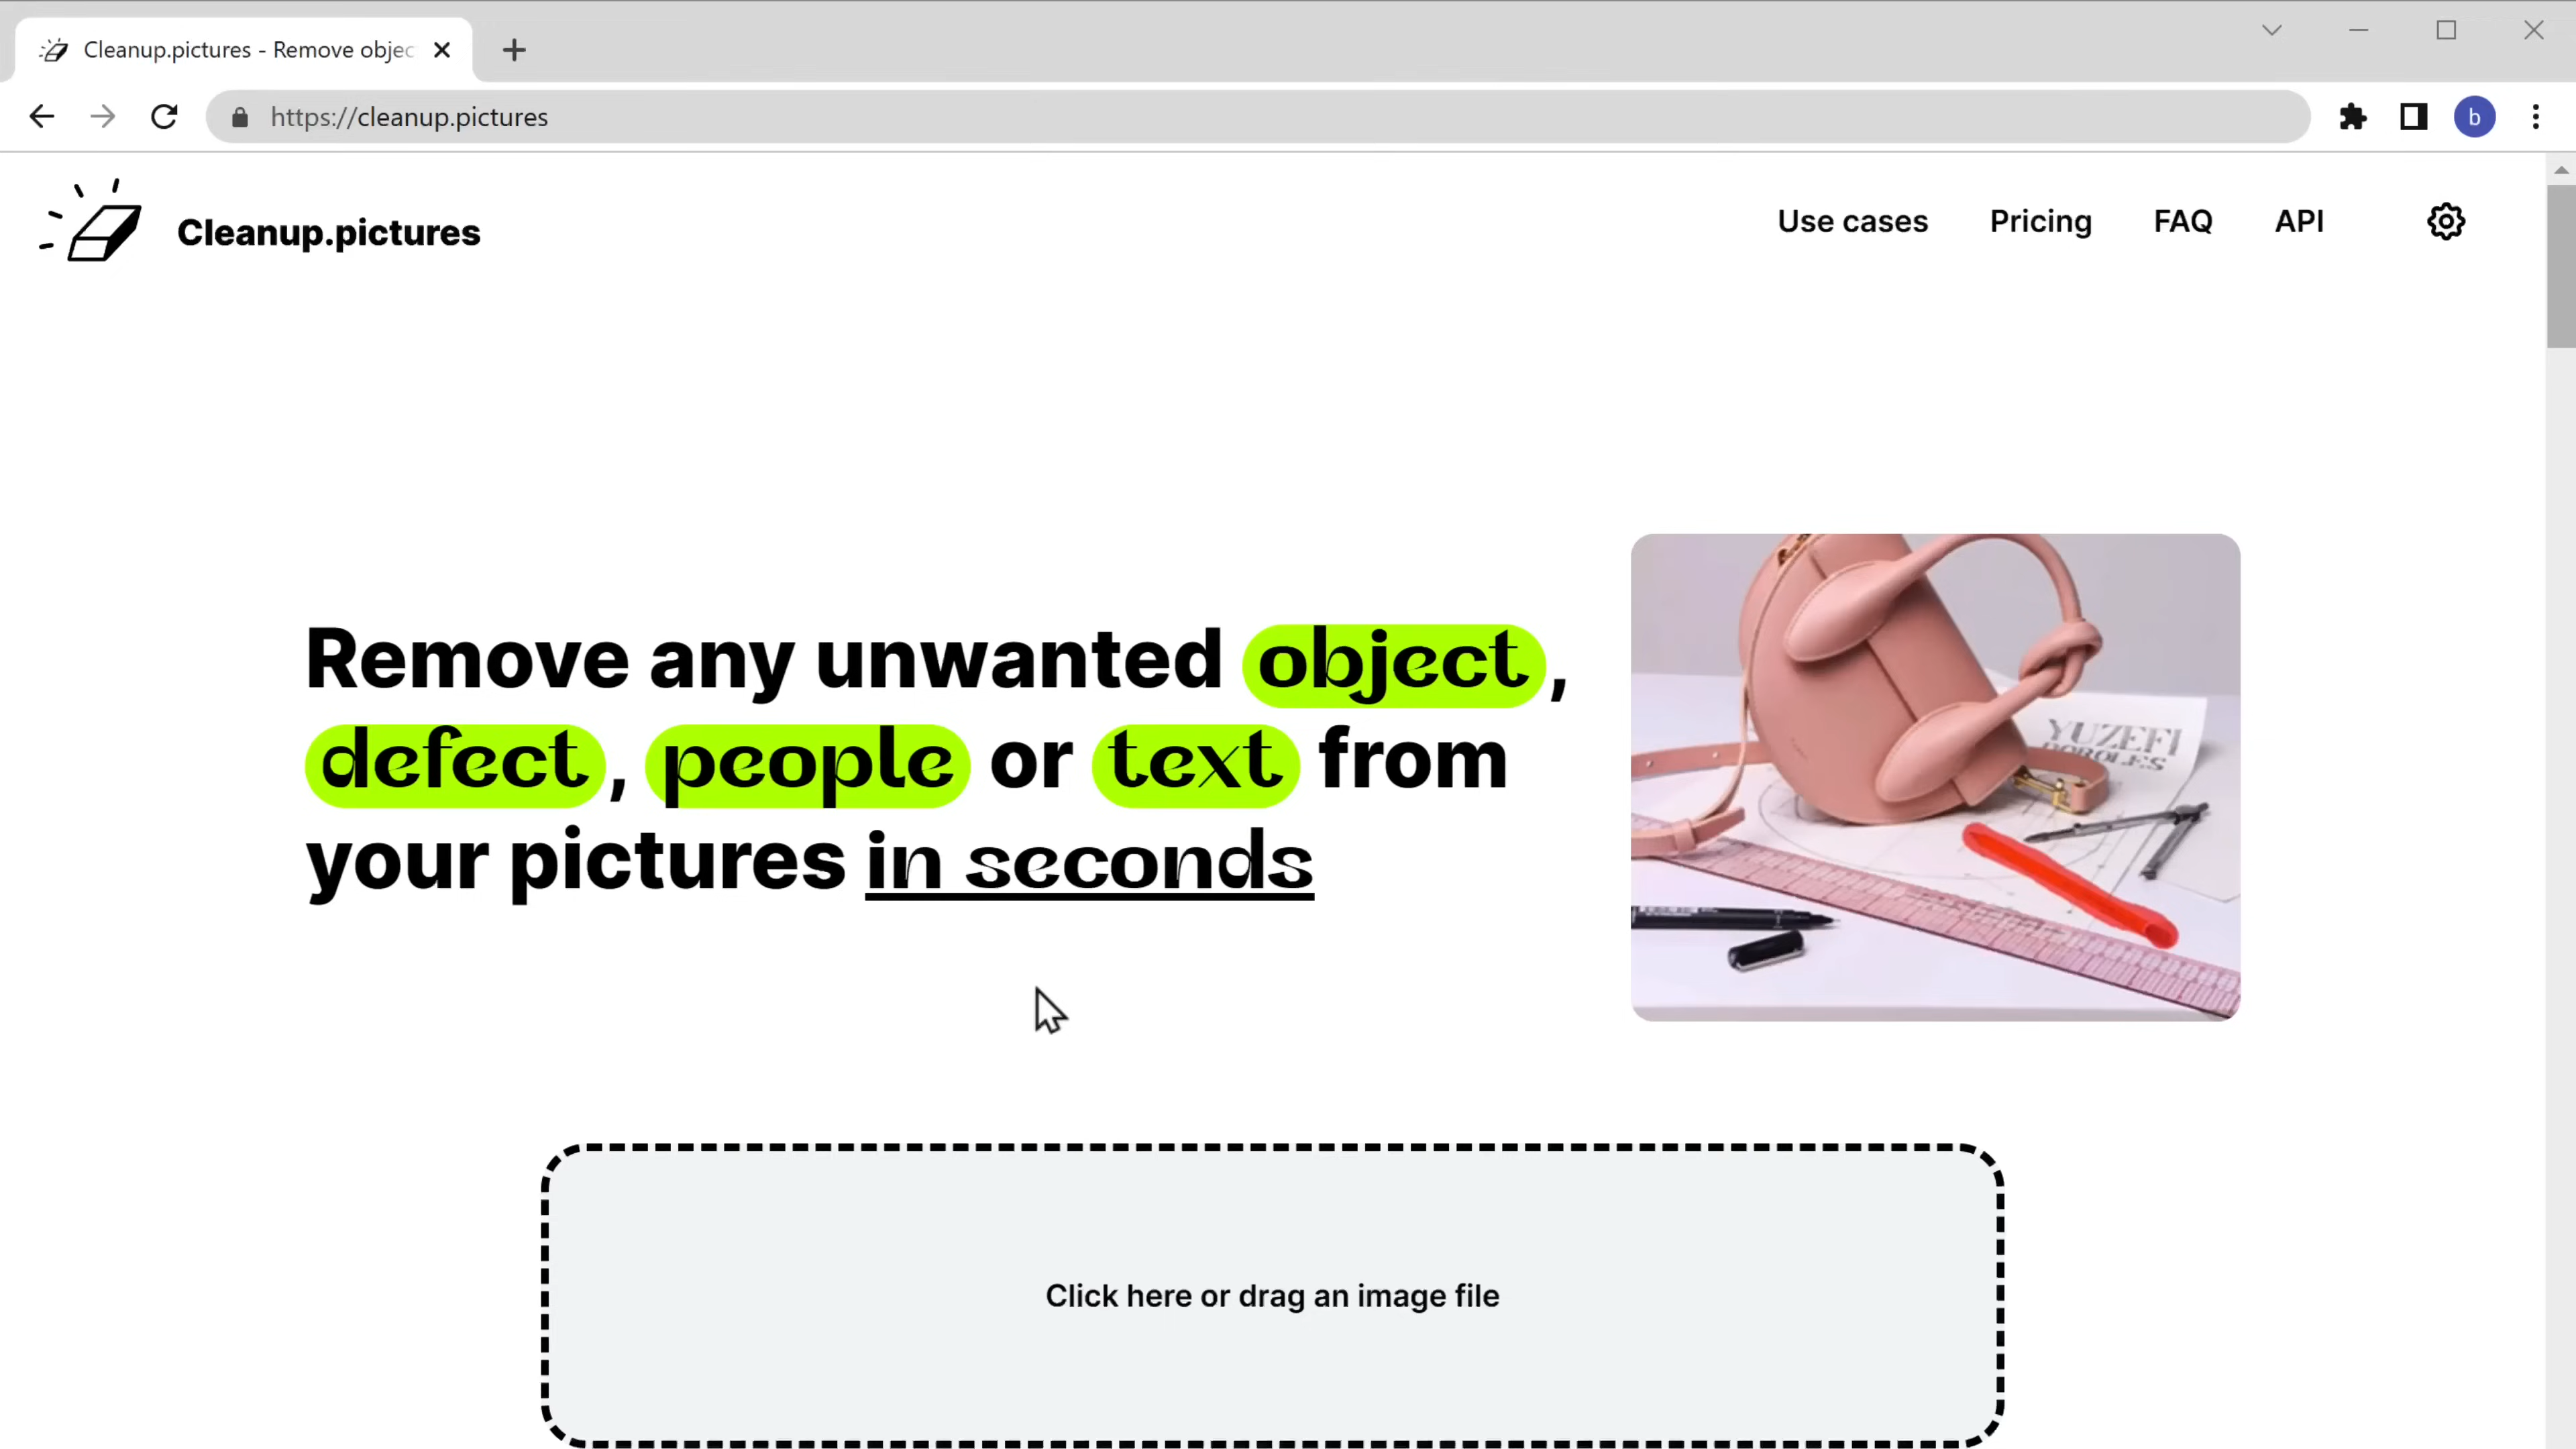 Cleanup.pictures - Remove objec
https://cleanup.pictures
b
Cleanup.pictures
Use cases
Pricing
FAQ
API
Remove any unwanted object,
defect, people or text from
your pictures in seconds
YUZEFI
Click here or drag an image file